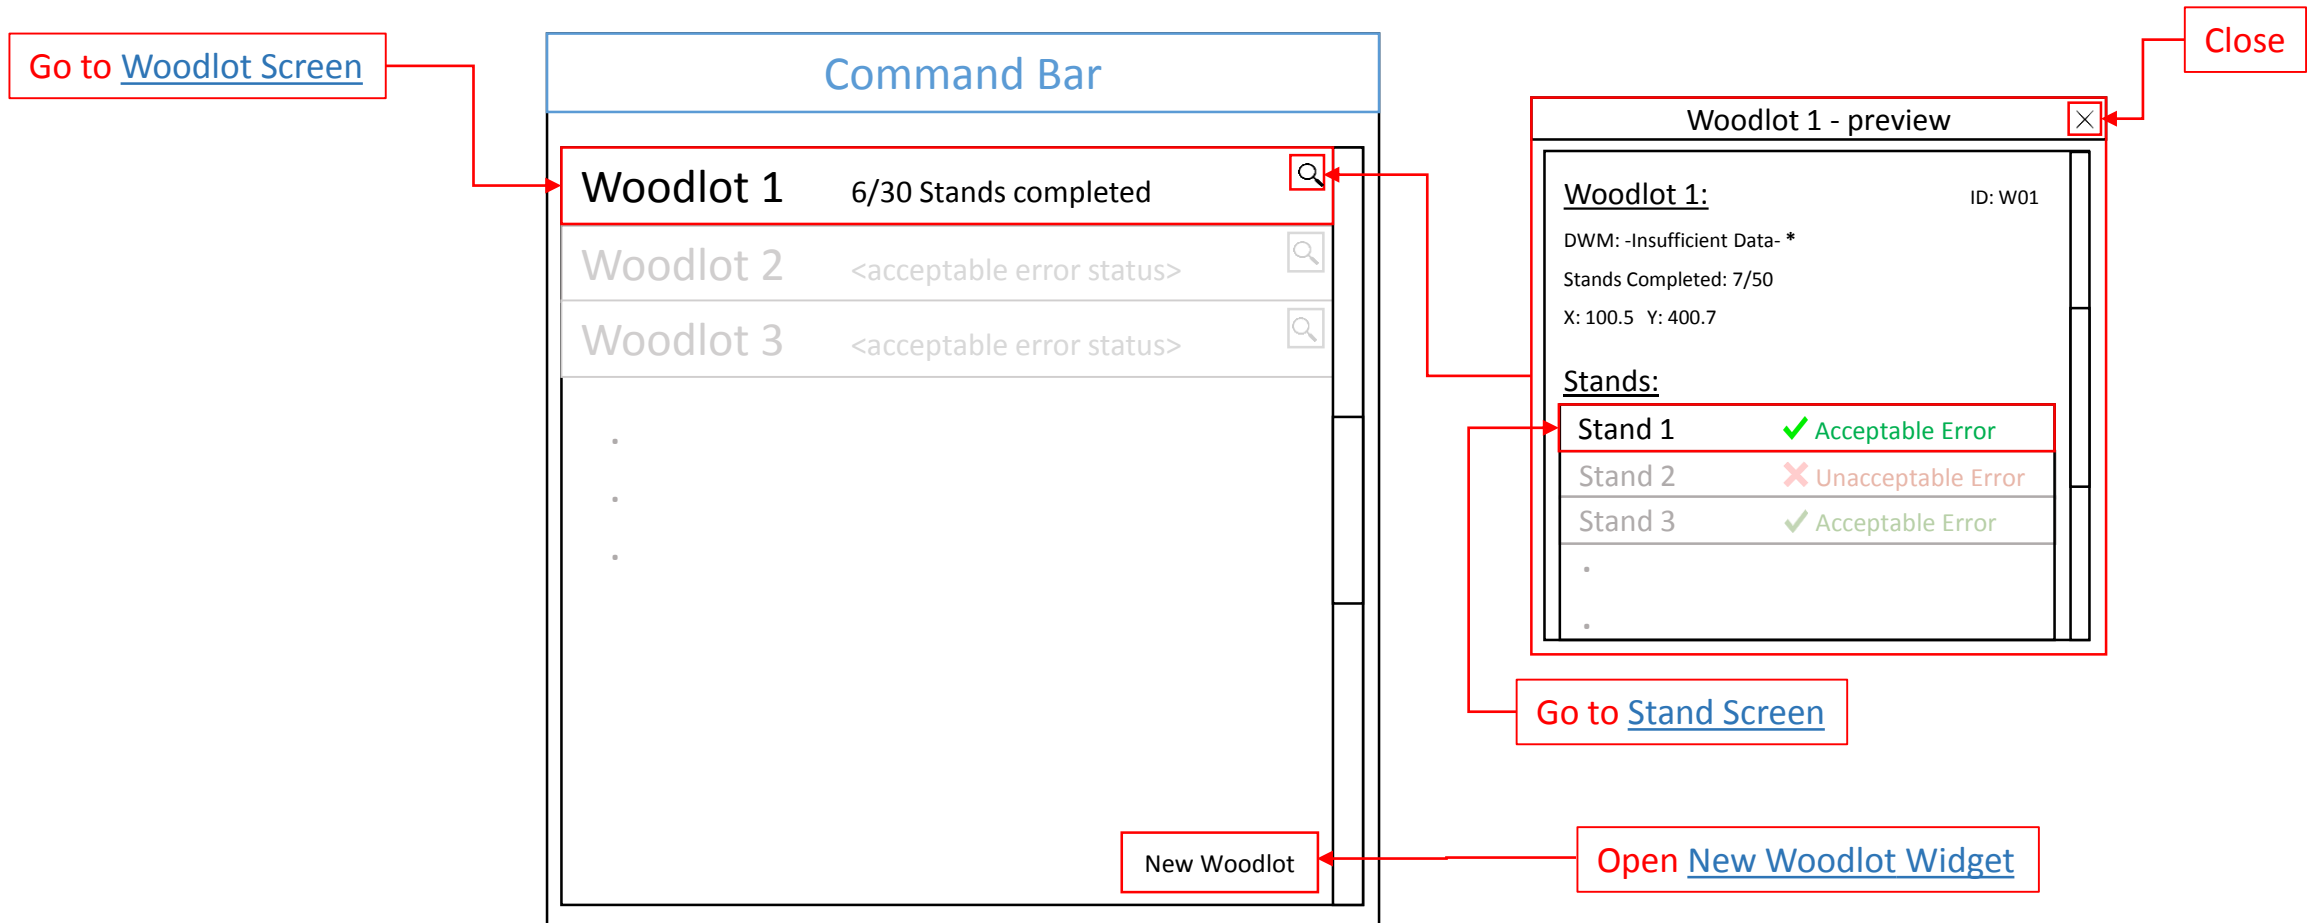 Go to Woodlot Screen
Command Bar
Woodlot 1 6/30 Stands completed
Woodlot 2 <acceptable error status>
Woodlot 3 <acceptable error status>
New Woodlot
Close
Woodlot 1 - preview
Woodlot 1: ID: W01
DWM: -Insufficient Data- *
Stands Completed: 7/50
X: 100.5 Y: 400.7
Stands:
Stand 1 Acceptable Error
Stand 2 Unacceptable Error
Stand 3 Acceptable Error
Go to Stand Screen
Open New Woodlot Widget